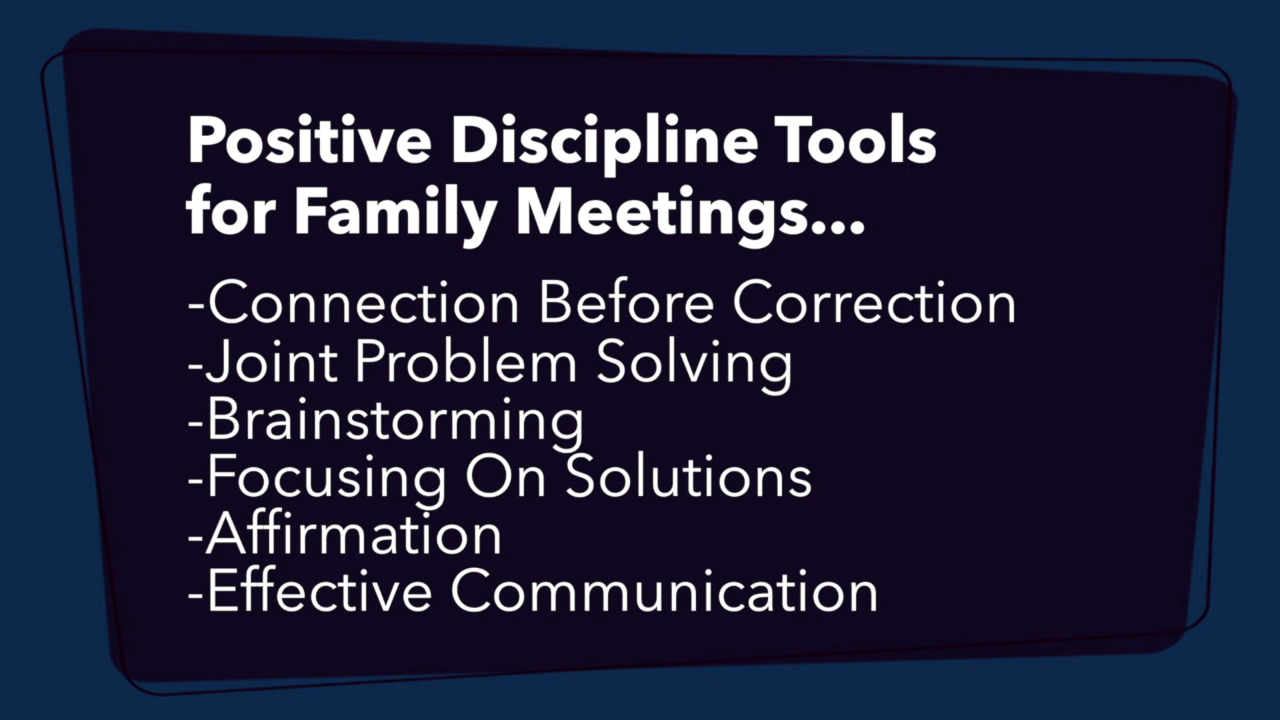 Positive Discipline Tools
for Family Meetings...
-Connection Before Correction
-Joint Problem Solving
-Brainstorming
-Focusing On Solutions
-Affirmation
-Effective Communication